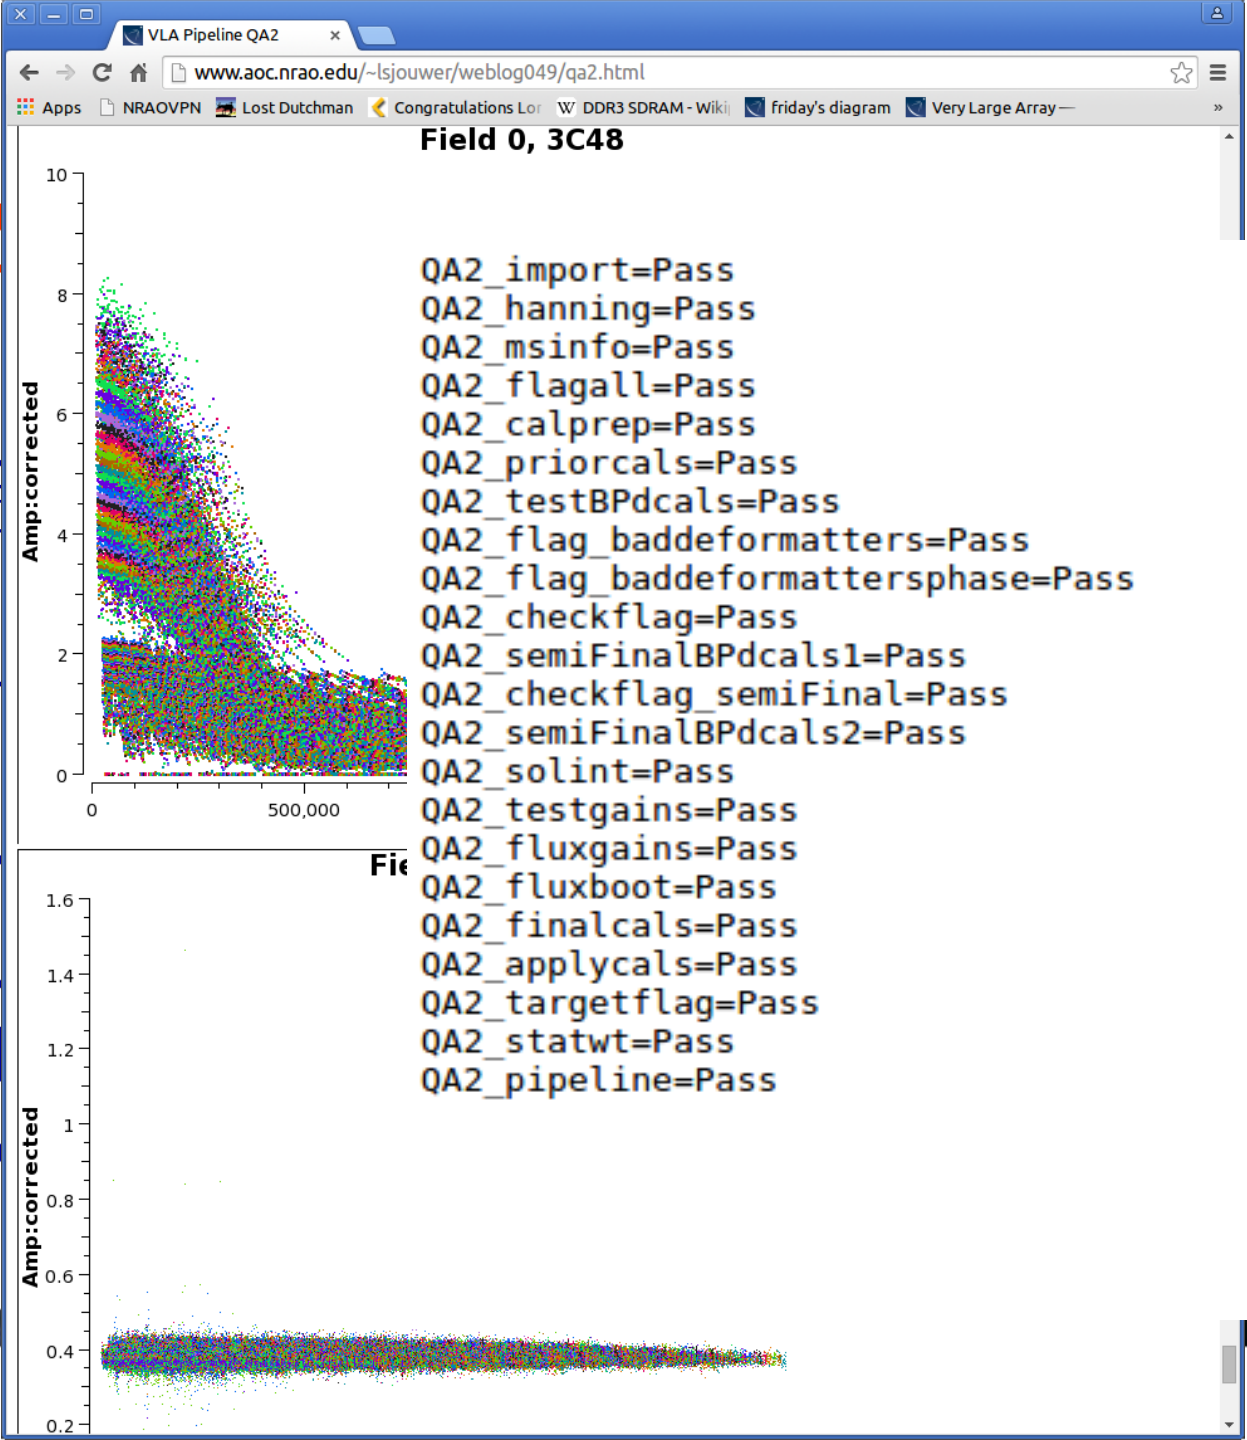 VLA Pipeline QA2
www.aoc.nrao.edu/~lsjouwer/weblog049/qa2.html
Apps NRAOVPN Lost Dutchman Congratulations Lor DDR3 SDRAM - Wiki friday's diagram Very Large Array — »
Field 0, 3C48
10
8
6
4
2
0
Amp:corrected
0 500,000
QA2_import=Pass
QA2_hanning=Pass
QA2_msinfo=Pass
QA2_flagall=Pass
QA2_calprep=Pass
QA2_priorcals=Pass
QA2_testBPdcals=Pass
QA2_flag_baddeformatters=Pass
QA2_flag_baddeformattersphase=Pass
QA2_checkflag=Pass
QA2_semiFinalBPdcals1=Pass
QA2_checkflag_semiFinal=Pass
QA2_semiFinalBPdcals2=Pass
QA2_solint=Pass
QA2_testgains=Pass
QA2_fluxgains=Pass
QA2_fluxboot=Pass
QA2_finalcals=Pass
QA2_applycals=Pass
QA2_targetflag=Pass
QA2_statwt=Pass
QA2_pipeline=Pass
Fie
1.6
1.4
1.2
1
0.8
0.6
0.4
0.2
Amp:corrected